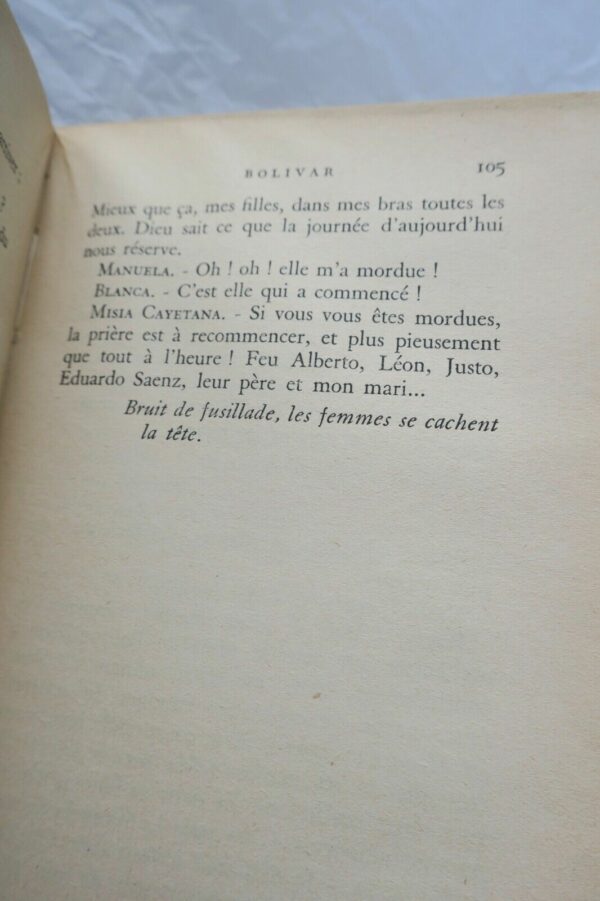 BOLIVAR 105
Mieux que ça, mes filles, dans mes bras toutes les
deux. Dieu sait ce que la journée d'aujourd'hui
nous réserve.
MANUELA. - Oh ! oh ! elle m'a mordue !
BLANCA. - C'est elle qui a commencé !
MISIA CAYETANA. - Si vous vous êtes mordues,
la prière est à recommencer, et plus pieusement
que tout à l'heure ! Feu Alberto, Léon, Justo,
Eduardo Saenz, leur père et mon mari...
Bruit de fusillade, les femmes se cachent
la tête.